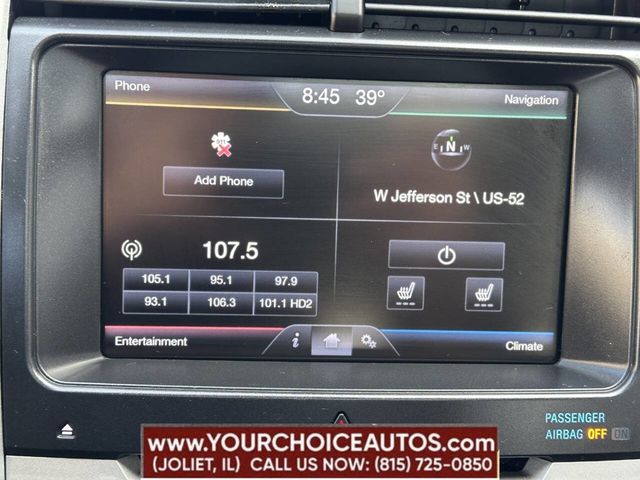 Phone
8:45 39°
Navigation
E N W
Add Phone
W Jefferson St \ US-52
107.5
105.1 95.1 97.9
93.1 106.3 101.1 HD2
Entertainment
i
Climate
PASSENGER
AIRBAG OFF ON
WWW.YOURCHOICEAUTOS.COM
(JOLIET, IL) CALL US NOW: (815) 725-0850